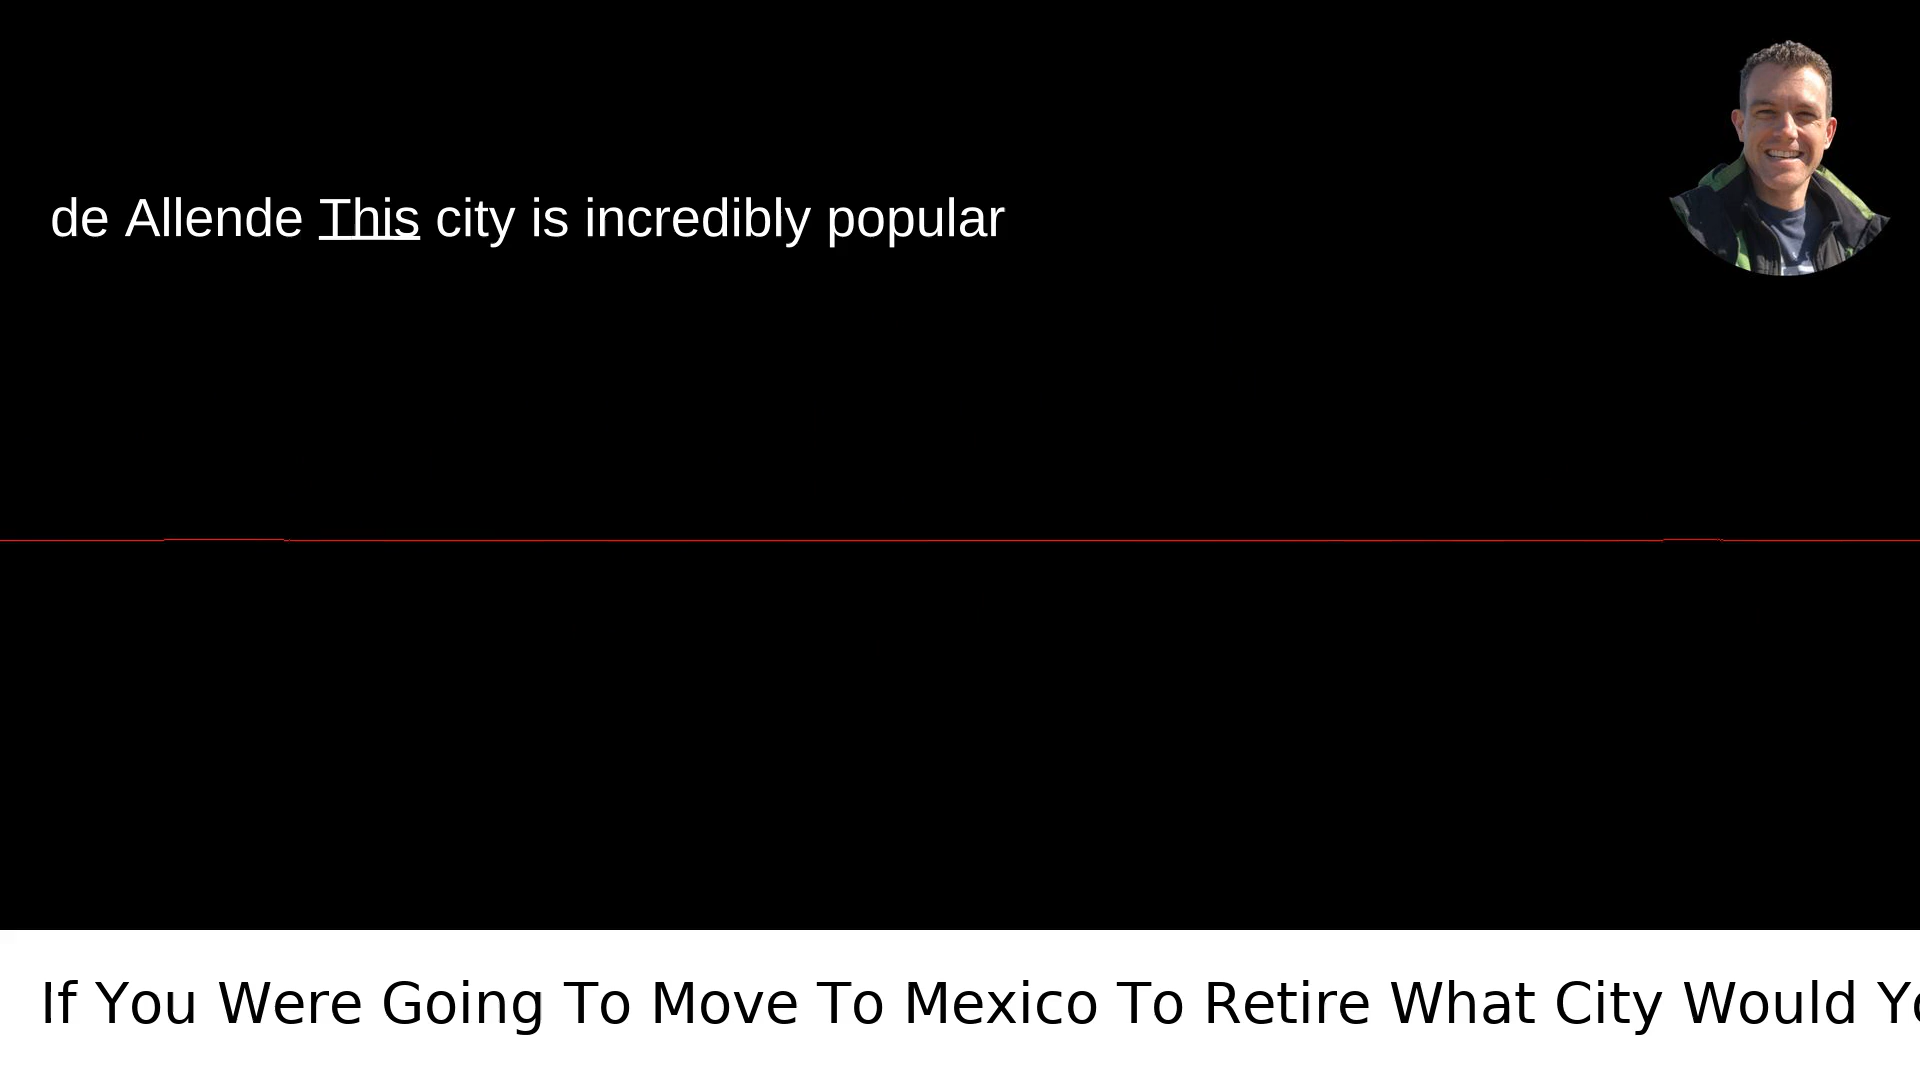 de Allende This city is incredibly popular
If You Were Going To Move To Mexico To Retire What City Would Yo